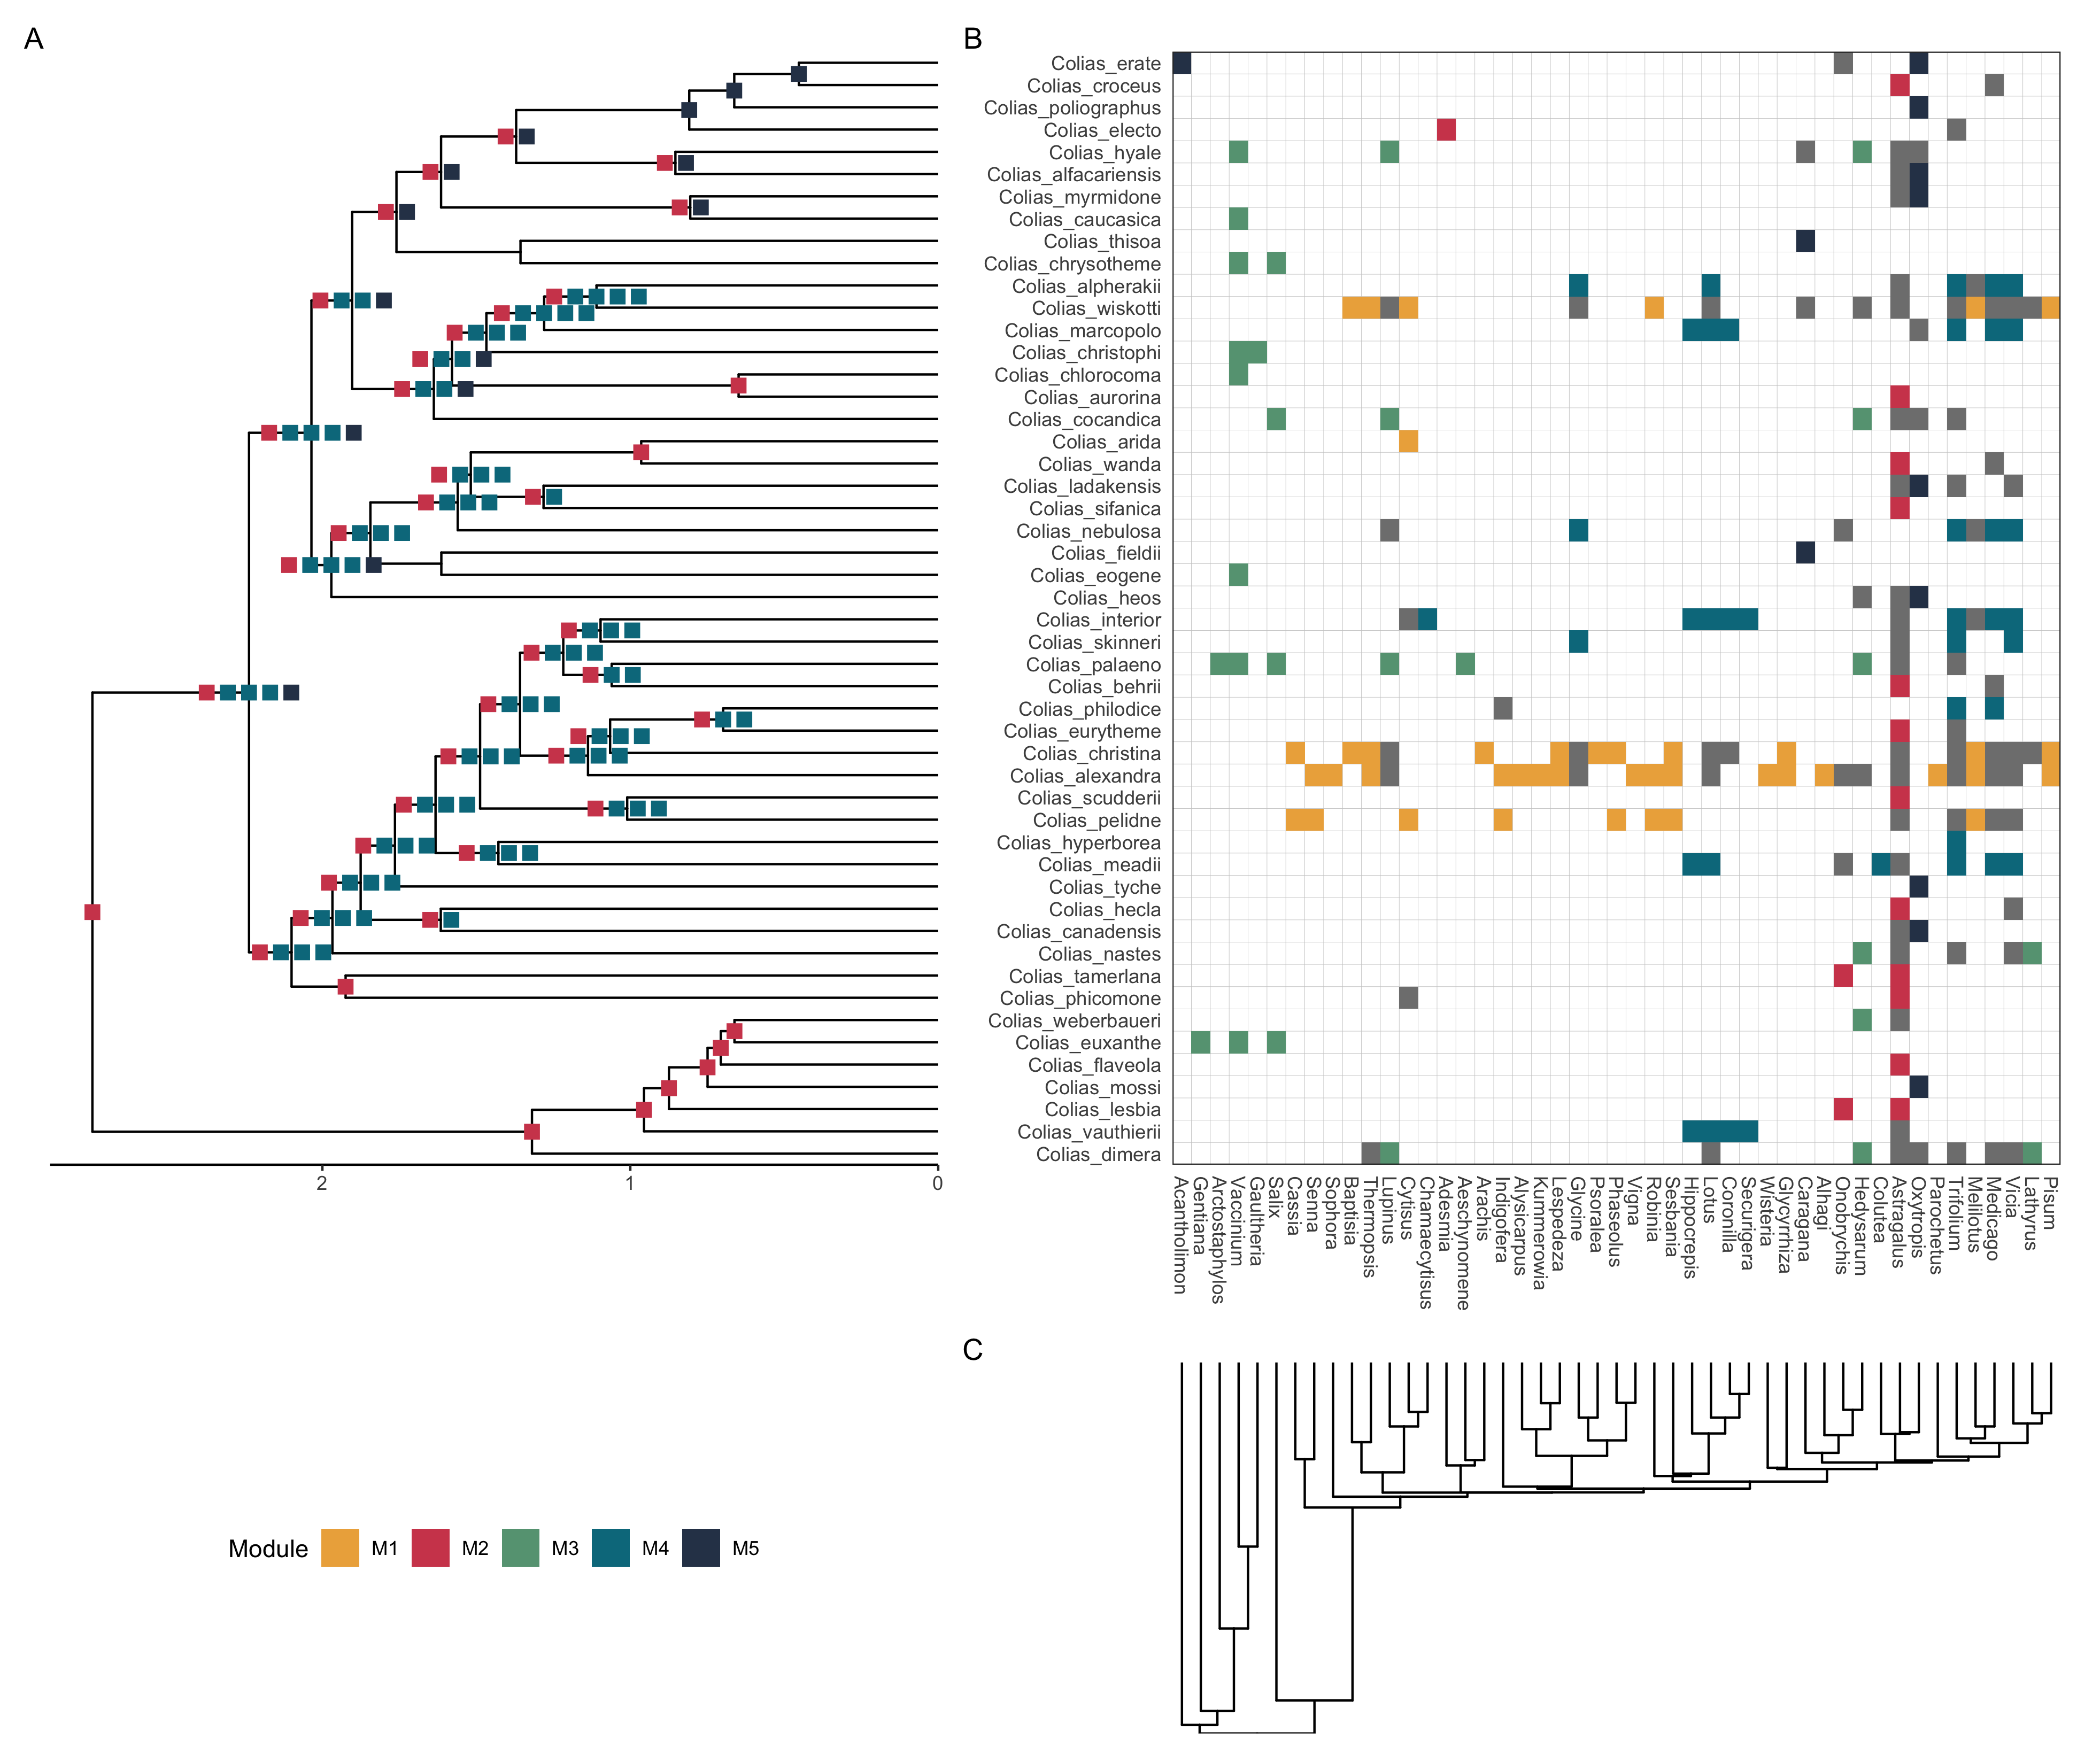 A
B
Colias_erate
Colias_croceus
Colias_poliographus
Colias_electo
Colias_hyale
Colias_alfacariensis
Colias_myrmidone
Colias_caucasica
Colias_thisoa
Colias_chrysotheme
Colias_alpherakii
Colias_wiskotti
Colias_marcopolo
Colias_christophi
Colias_chlorocoma
Colias_aurorina
Colias_cocandica
Colias_arida
Colias_wanda
Colias_ladakensis
Colias_sifanica
Colias_nebulosa
Colias_fieldii
Colias_eogene
Colias_heos
Colias_interior
Colias_skinneri
Colias_palaeno
Colias_behrii
Colias_philodice
Colias_eurytheme
Colias_christina
Colias_alexandra
Colias_scudderii
Colias_pelidne
Colias_hyperborea
Colias_meadii
Colias_tyche
Colias_hecla
Colias_canadensis
Colias_nastes
Colias_tamerlana
Colias_phicomone
Colias_weberbaueri
Colias_euxanthe
Colias_flaveola
Colias_mossi
Colias_lesbia
Colias_vauthierii
Colias_dimera
2 1 0
Acantholimon
Gentiana
Arctostaphylos
Vaccinium
Gaultheria
Salix
Cassia
Senna
Sophora
Baptisia
Thermopsis
Lupinus
Cytisus
Chamaecytisus
Adesmia
Aeschynomene
Arachis
Indigofera
Alysicarpus
Kummerowia
Lespedeza
Glycine
Psoralea
Phaseolus
Vigna
Robinia
Sesbania
Hippocrepis
Lotus
Coronilla
Securigera
Wisteria
Glycyrrhiza
Caragana
Alhagi
Onobrychis
Hedysarum
Colutea
Astragalus
Oxytropis
Parochetus
Trifolium
Melilotus
Medicago
Vicia
Lathyrus
Pisum
C
Module M1 M2 M3 M4 M5